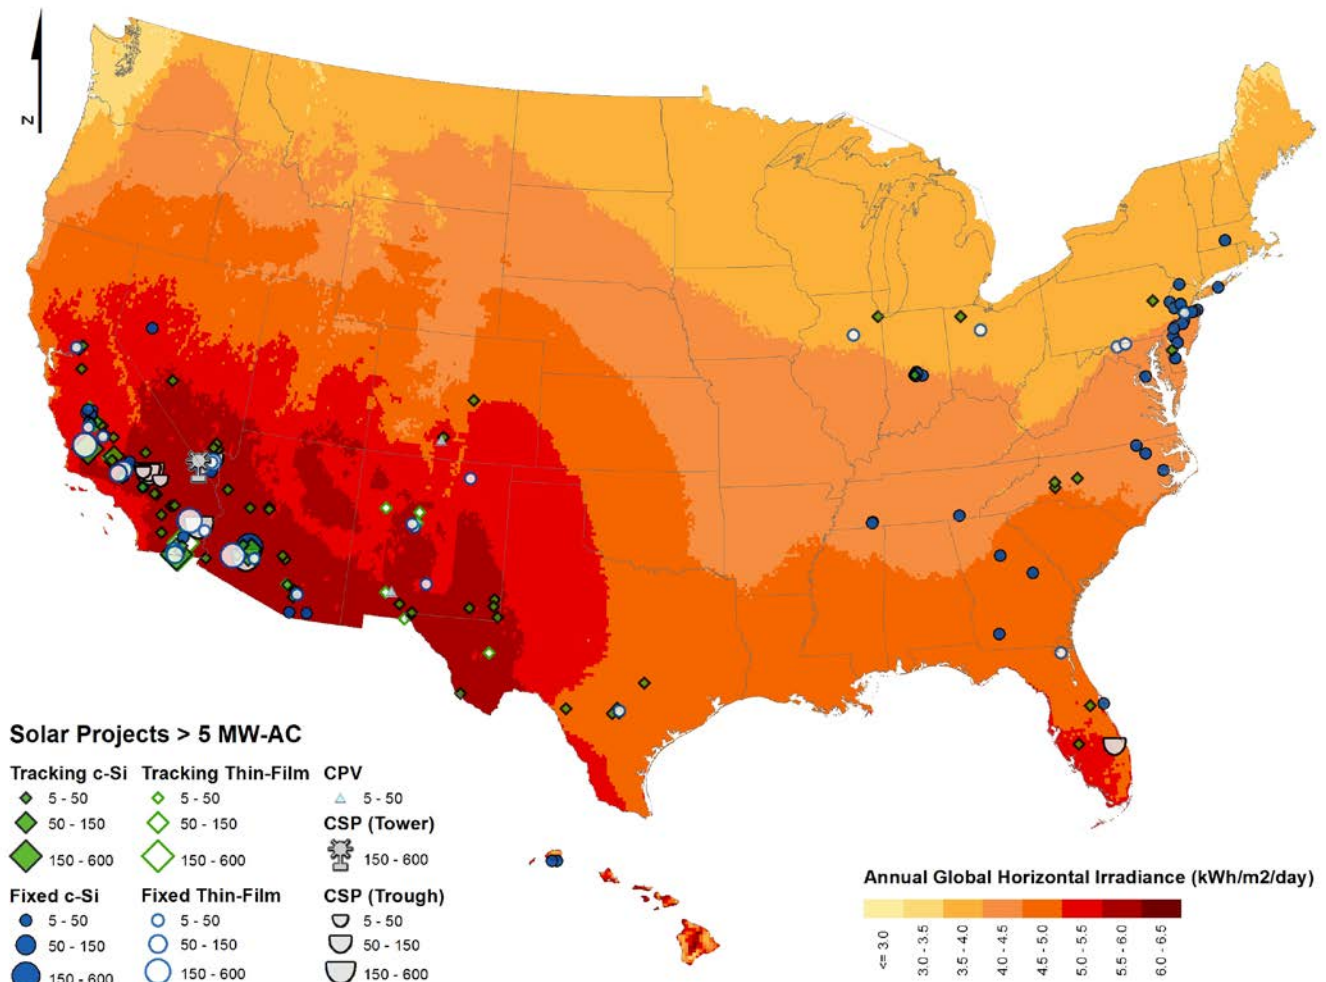 N
Solar Projects > 5 MW-AC
Tracking c-Si
5 - 50
50 - 150
150 - 600
Tracking Thin-Film
5 - 50
50 - 150
150 - 600
CPV
5 - 50
CSP (Tower)
150 - 600
Fixed c-Si
5 - 50
50 - 150
150 - 600
Fixed Thin-Film
5 - 50
50 - 150
150 - 600
CSP (Trough)
5 - 50
50 - 150
150 - 600
Annual Global Horizontal Irradiance (kWh/m2/day)
<= 3.0
3.0 - 3.5
3.5 - 4.0
4.0 - 4.5
4.5 - 5.0
5.0 - 5.5
5.5 - 6.0
6.0 - 6.5